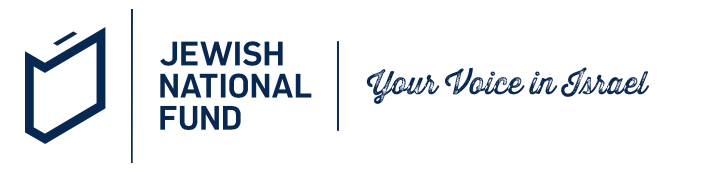 JEWISH
NATIONAL
FUND
Your Voice in Israel